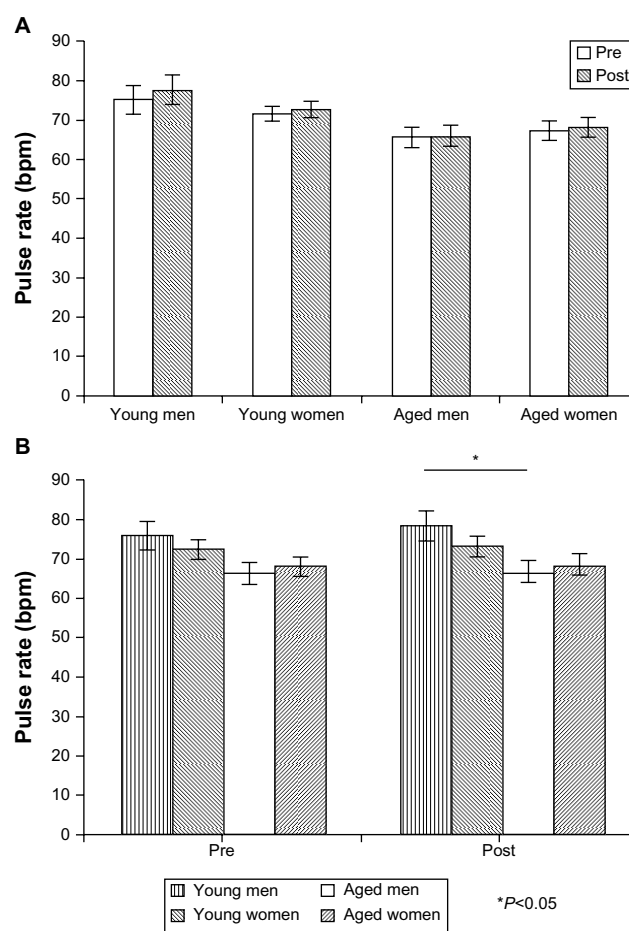 A
Pulse rate (bpm)
90
80
70
60
50
40
30
20
10
0
Pre
Post
Young men Young women Aged men Aged women
B
Pulse rate (bpm)
90
80
70
60
50
40
30
20
10
0
*
Pre Post
Young men Aged men
Young women Aged women
*P<0.05